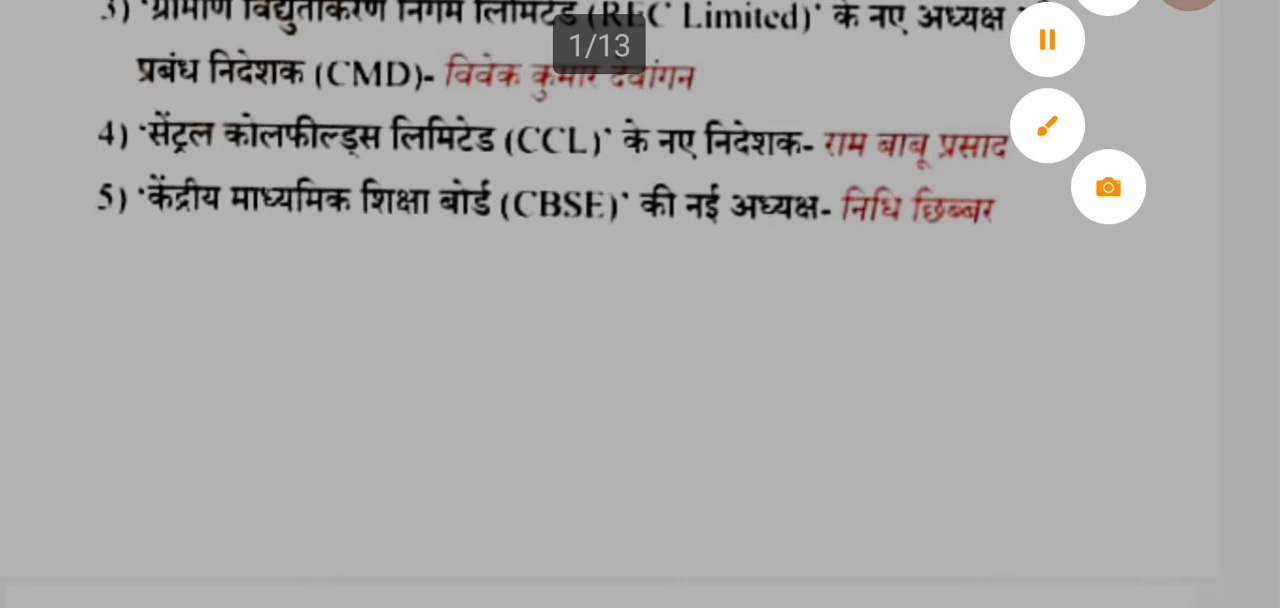 3) 'ग्रामीण विद्युतीकरण निगम लिमिटेड (REC Limited)' के नए अध्यक्ष
1/13
प्रबंध निदेशक (CMD)- विवेक कुमार देवांगन
4) 'सेंट्रल कोलफील्ड्स लिमिटेड (CCL)' के नए निदेशक- राम बाबू प्रसाद
5) 'केंद्रीय माध्यमिक शिक्षा बोर्ड (CBSE)' की नई अध्यक्ष- निधि छिब्बर